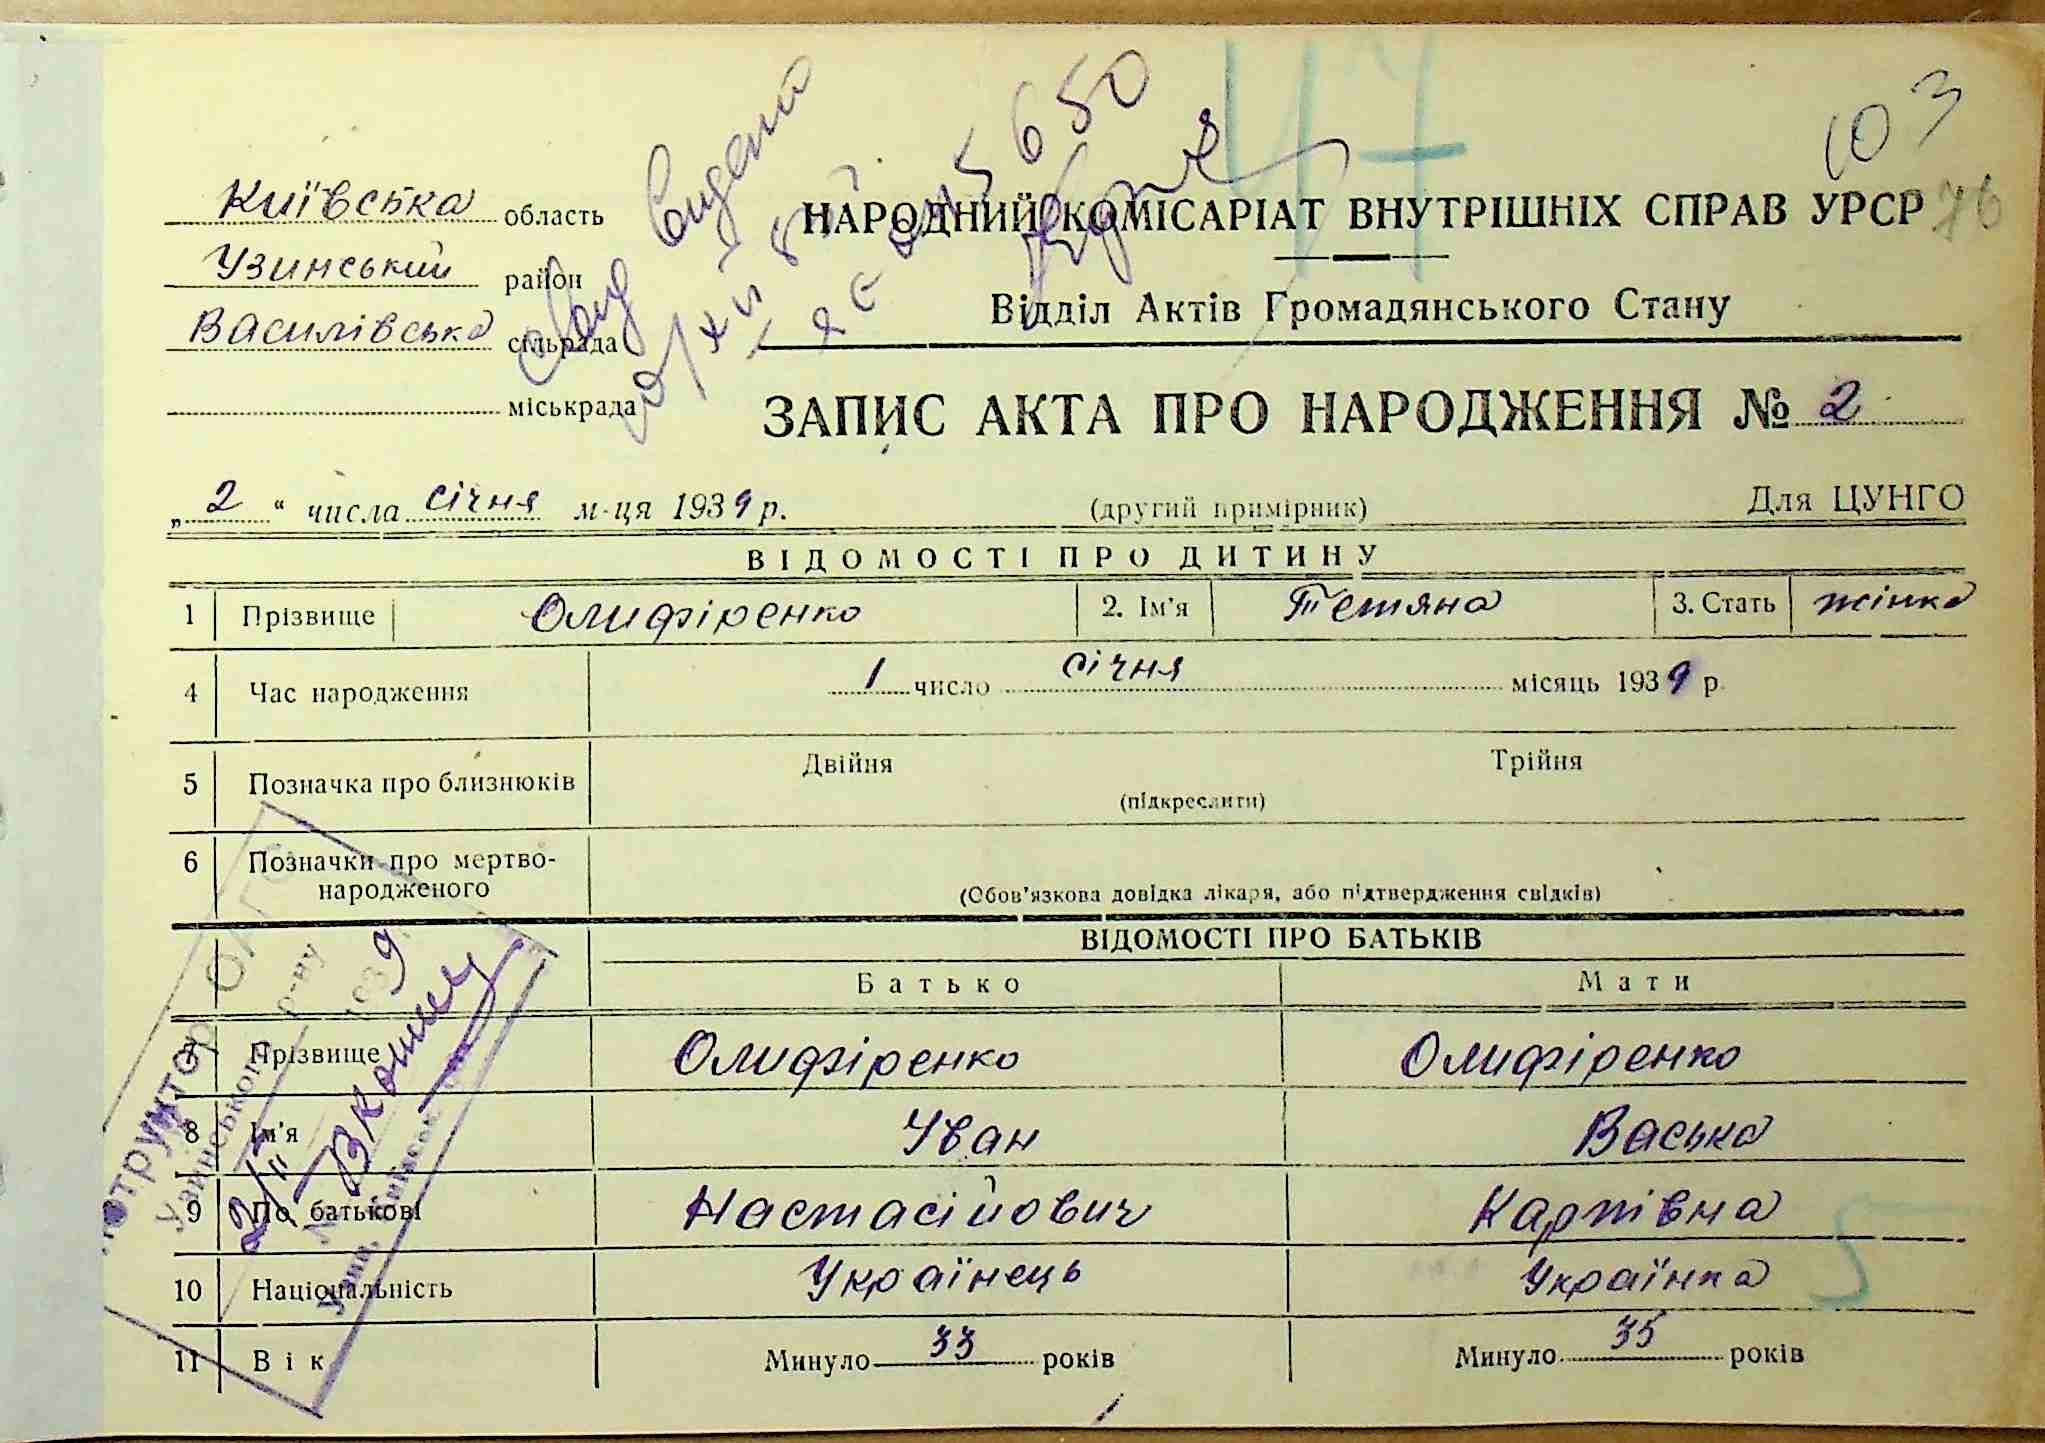 103
47
76
650
Київська область
Узинський район
Василівська сільрада
міськрада
НАРОДНИЙ КОМІСАРІАТ ВНУТРІШНІХ СПРАВ УРСР
Відділ Актів Громадянського Стану
ЗАПИС АКТА ПРО НАРОДЖЕННЯ № 2
„ 2 “ числа січня м-ця 1939 р. (другий примірник) Для ЦУНГО
ВІДОМОСТІ ПРО ДИТИНУ
1 Прізвище Олифіренко 2. Ім'я Тетяна 3. Стать жінка
4 Час народження 1 число січня місяць 1939 р.
5 Позначка про близнюків Двійня Трійня
(підкреслити)
6 Позначки про мертво-
народженого
(Обов'язкова довідка лікаря, або підтвердження свідків)
ВІДОМОСТІ ПРО БАТЬКІВ
Батько Мати
7 Прізвище Олифіренко Олифіренко
8 Ім'я Уван Васька
9 По батькові Настасійович Карпівна
10 Національність Українець Українка
11 Вік Минуло 33 років Минуло 35 років
5
Узинського р-ну